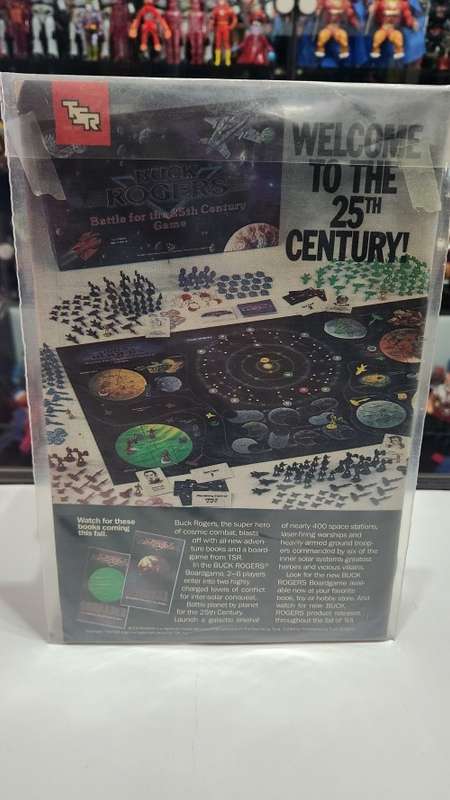 TSR
WELCOME
TO THE
25TH
CENTURY!
BUCK
ROGERS
Battle for the 25th Century
Game
Watch for these
books coming
this fall.
Buck Rogers, the super hero
of cosmic combat, blasts
off with all new adven-
ture books and a board-
game from TSR.
In the BUCK ROGERS®
Boardgame, 2-6 players
enter into two highly
charged levels of conflict
for inter-solar conquest.
Battle planet by planet
for the 25th Century.
Launch a galactic arsenal
of nearly 400 space stations,
laser-firing warships and
heavily armed ground troop-
ers commanded by six of the
inner solar system's greatest
heroes and vicious villains.
Look for the new BUCK
ROGERS Boardgame avail-
able now at your favorite
book, toy or hobby store. And
watch for new BUCK
ROGERS product releases
throughout the fall of